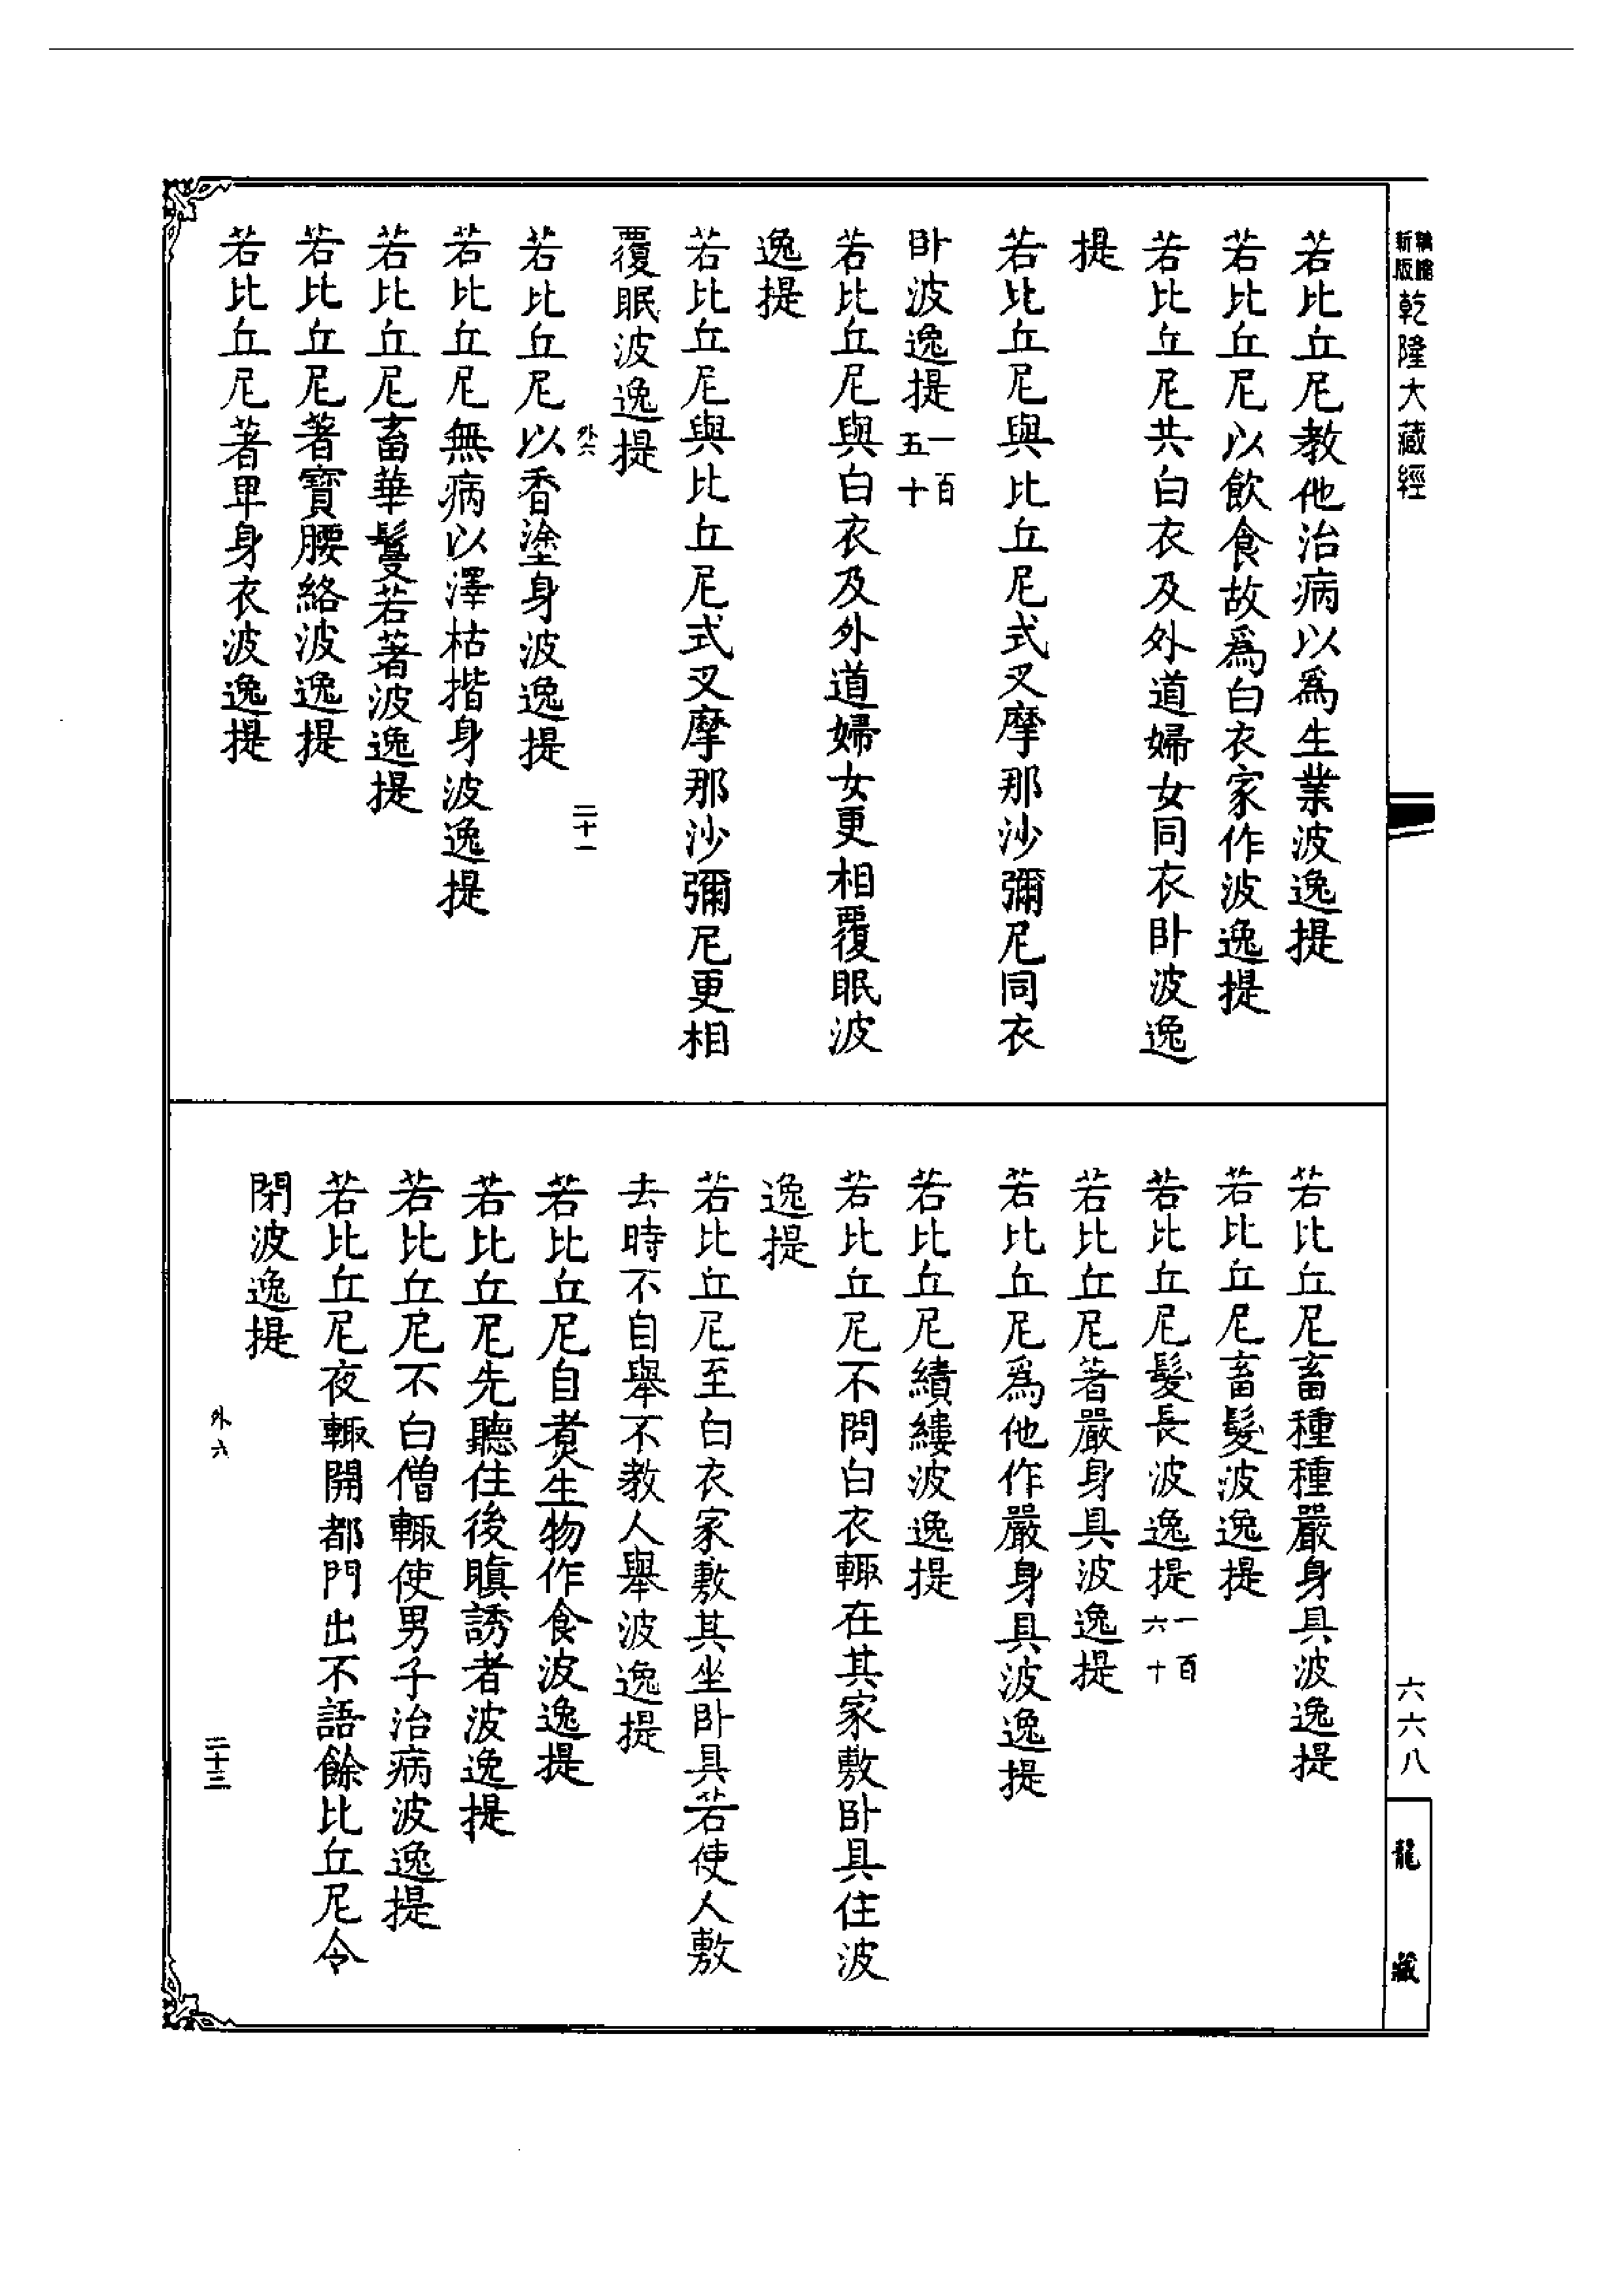 新版
乾隆大藏經
若比丘尼教他治病以為生業波逸提
若比丘尼以飲食故為白衣家作波逸提
若比丘尼共白衣及外道婦女同衣卧波逸
提
若比丘尼與比丘尼式叉摩那沙彌尼同衣
卧波逸提一百五十
若比丘尼與白衣及外道婦女更相覆眠波
逸提
若比丘尼與比丘尼式叉摩那沙彌尼更相
覆眠波逸提
外六
二十一
若比丘尼以香塗身波逸提
若比丘尼無病以澤枯揩身波逸提
若比丘尼畜華鬘若著波逸提
若比丘尼著寶腰絡波逸提
若比丘尼著卑身衣波逸提
若比丘尼畜種種嚴身具波逸提
若比丘尼畜髮波逸提
若比丘尼髮長波逸提一百六十
若比丘尼著嚴身具波逸提
若比丘尼為他作嚴身具波逸提
若比丘尼績縷波逸提
若比丘尼不問白衣輙在其家敷卧具住波
逸提
若比丘尼至白衣家敷其坐卧具若使人敷
去時不自舉不教人舉波逸提
若比丘尼自煑生物作食波逸提
若比丘尼先聽住後瞋誘者波逸提
若比丘尼不白僧輙使男子治病波逸提
若比丘尼夜輙開都門出不語餘比丘尼令
閉波逸提
外六
二十三
六六八
龍藏